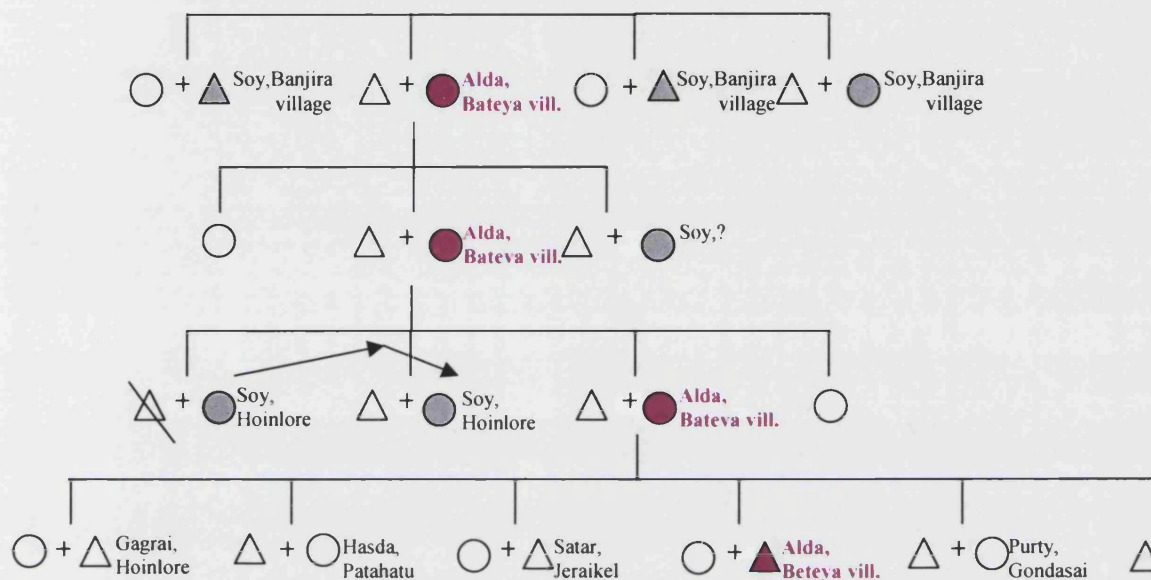 + Soy,Banjira
village
+ Alda,
Bateya vill.
+ Soy,Banjira
village
+ Soy,Banjira
village
+ Alda,
Bateva vill.
+ Soy,?
+ Soy,
Hoinlore
+ Soy,
Hoinlore
+ Alda,
Bateva vill.
+ Gagrai,
Hoinlore
+ Hasda,
Patahatu
+ Satar,
Jeraikel
+ Alda,
Beteva vill.
+ Purty,
Gondasai